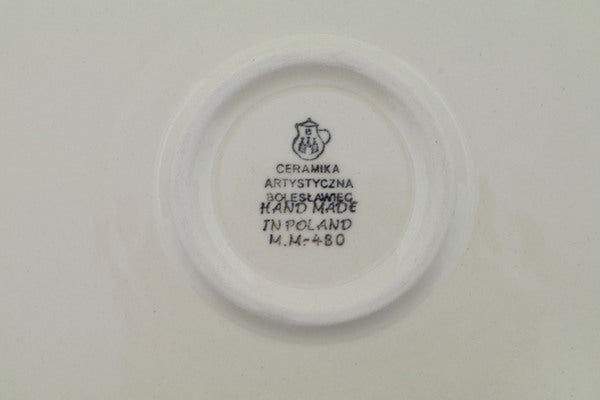 CERAMIKA
ARTYSTYCZNA
BOLESŁAWIEC
HAND MADE
IN POLAND
M.M.-480